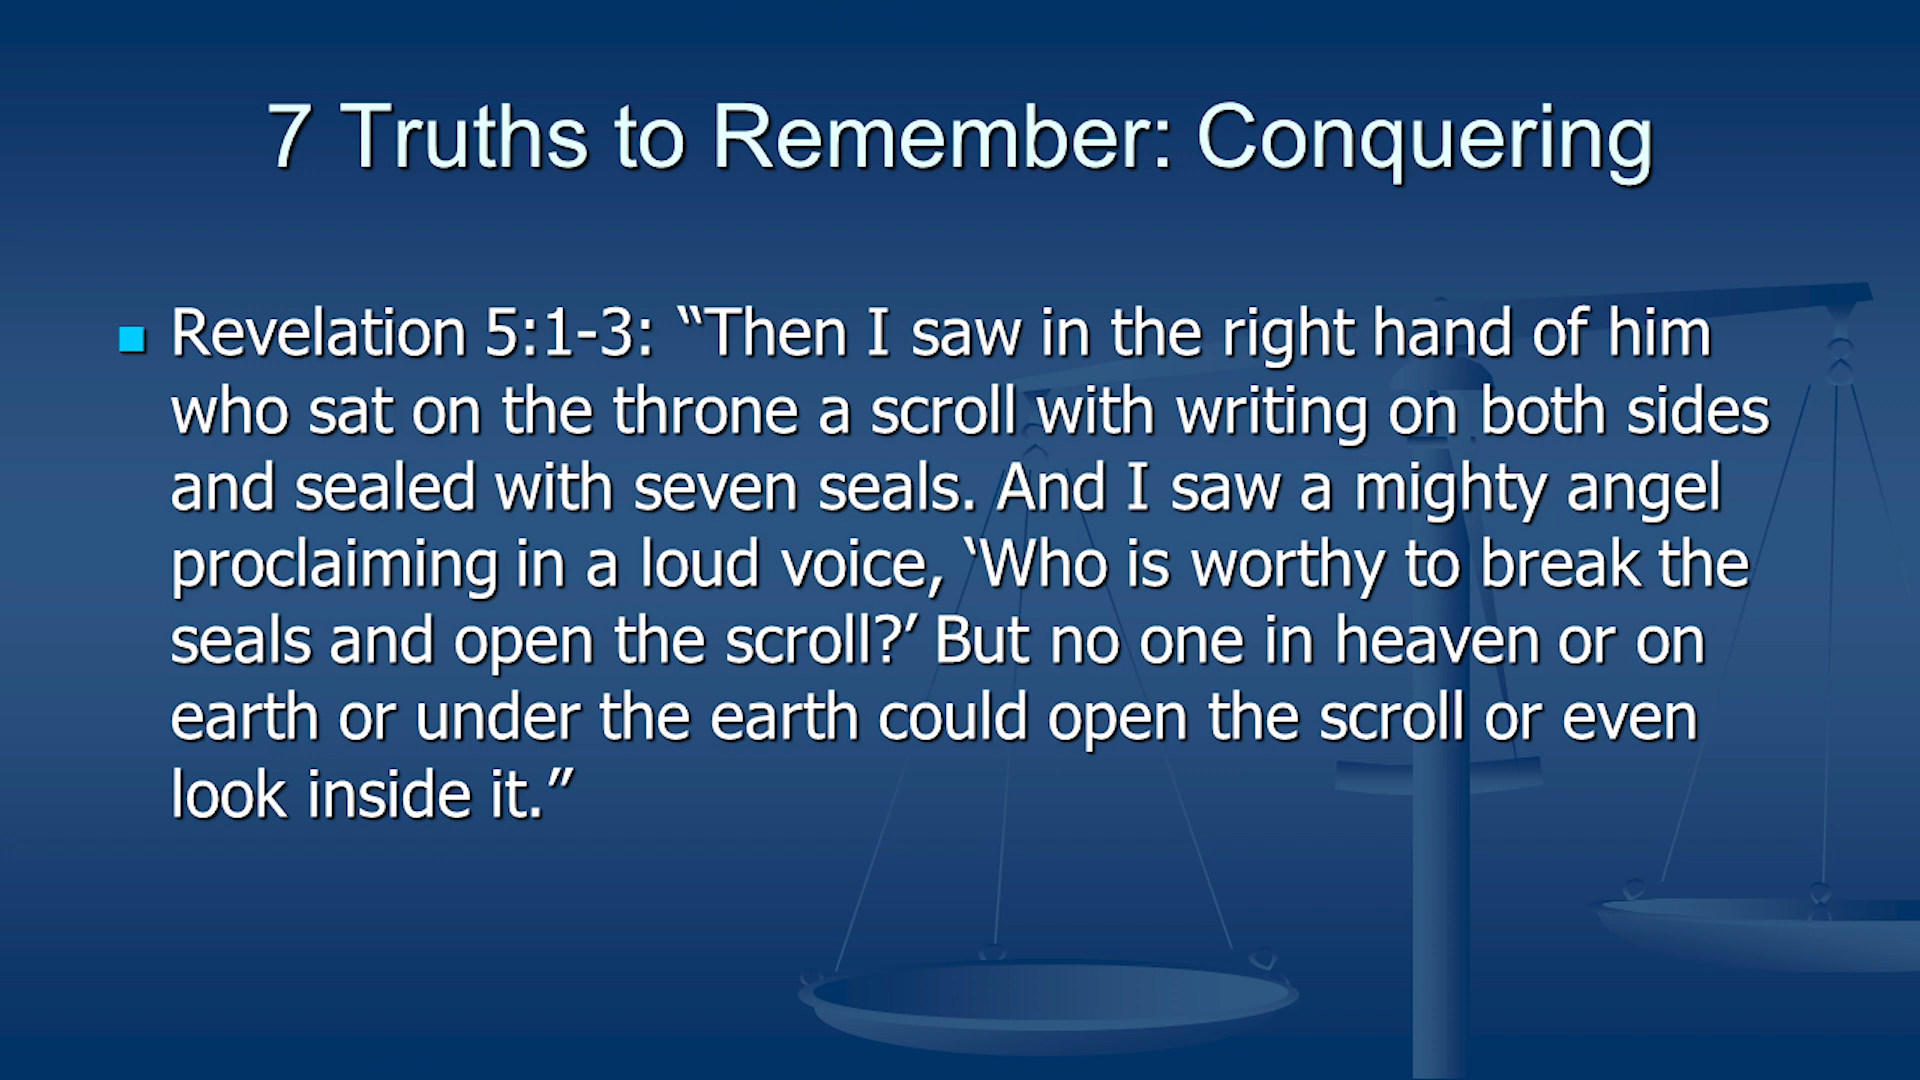 7 Truths to Remember: Conquering
Revelation 5:1-3: “Then I saw in the right hand of him
who sat on the throne a scroll with writing on both sides
and sealed with seven seals. And I saw a mighty angel
proclaiming in a loud voice, ‘Who is worthy to break the
seals and open the scroll?’ But no one in heaven or on
earth or under the earth could open the scroll or even
look inside it.”